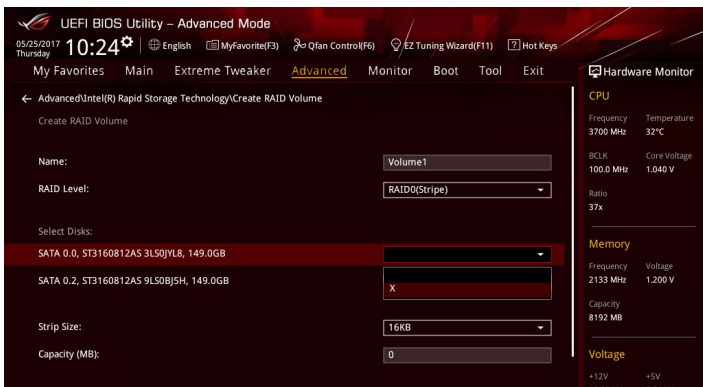 UEFI BIOS Utility – Advanced Mode
05/25/2017 Thursday 10:24 English MyFavorite(F3) Qfan Control(F6) EZ Tuning Wizard(F11) ? Hot Keys
My Favorites Main Extreme Tweaker Advanced Monitor Boot Tool Exit
← Advanced\Intel(R) Rapid Storage Technology\Create RAID Volume
Create RAID Volume
Name: Volume1
RAID Level: RAID0(Stripe)
Select Disks:
SATA 0.0, ST3160812AS 3LS0JYL8, 149.0GB
SATA 0.2, ST3160812AS 9LS0BJ5H, 149.0GB
X
Strip Size: 16KB
Capacity (MB): 0
Hardware Monitor
CPU
Frequency Temperature
3700 MHz 32°C
BCLK Core Voltage
100.0 MHz 1.040 V
Ratio
37x
Memory
Frequency Voltage
2133 MHz 1.200 V
Capacity
8192 MB
Voltage
+12V +5V